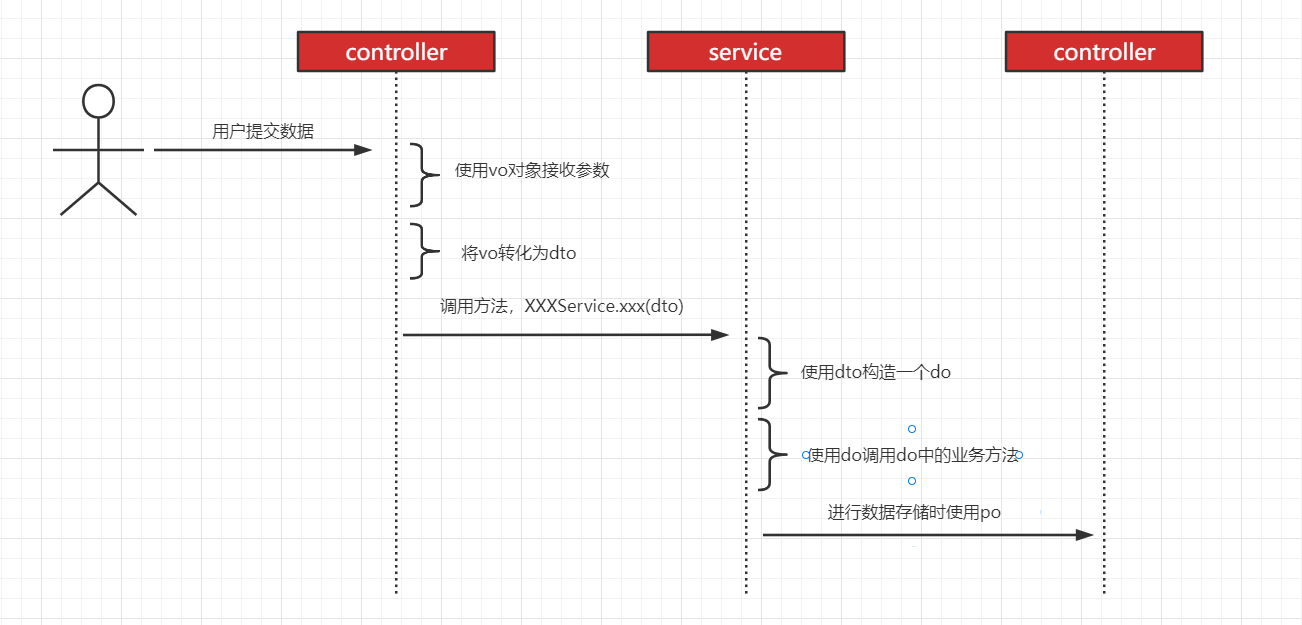 controller
service
controller
用户提交数据
使用vo对象接收参数
将vo转化为dto
调用方法，XXXService.xxx(dto)
使用dto构造一个do
使用do调用do中的业务方法
进行数据存储时使用po